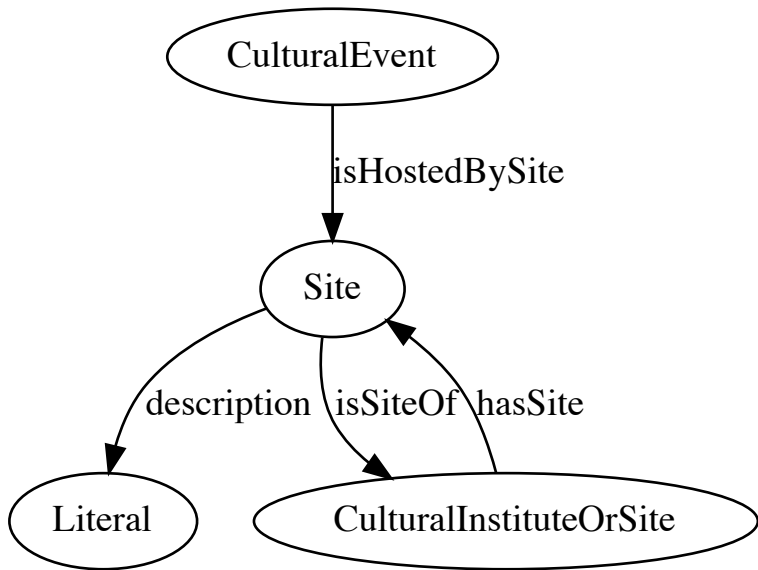 CulturalEvent
isHostedBySite
Site
description
isSiteOf
hasSite
Literal
CulturalInstituteOrSite